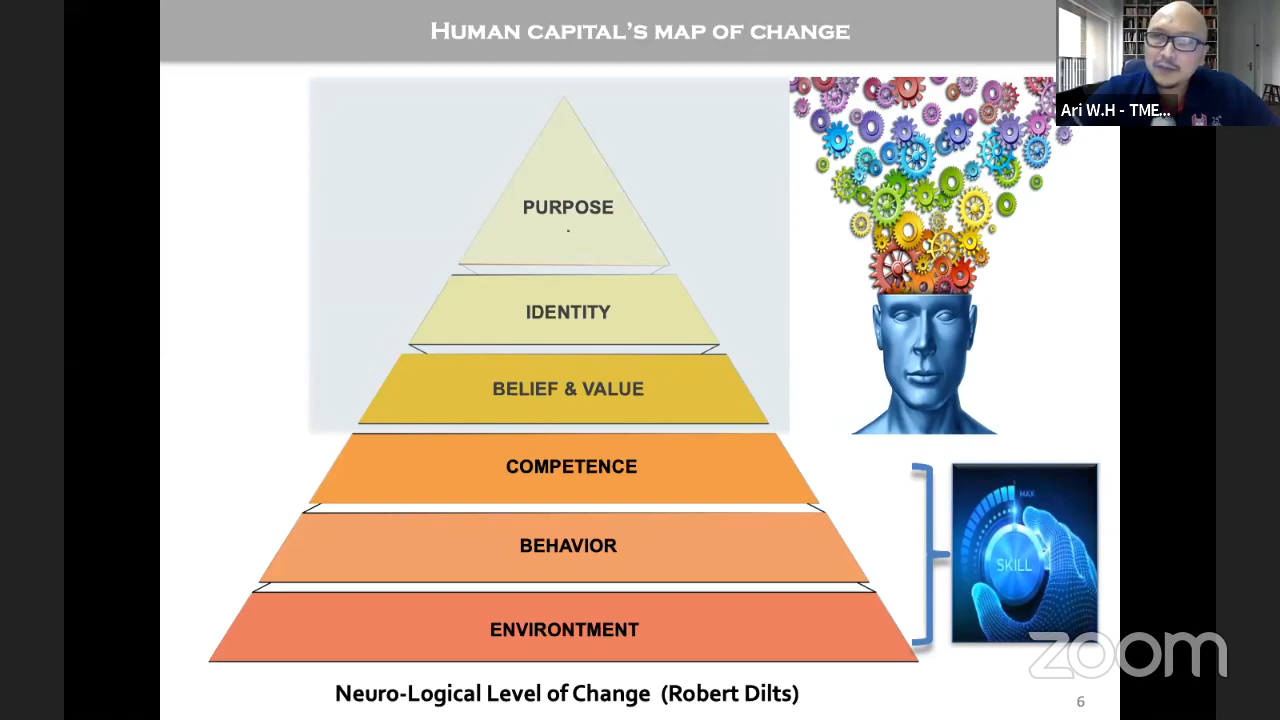 HUMAN CAPITAL'S MAP OF CHANGE
Ari W.H - TME...
PURPOSE
.
IDENTITY
BELIEF & VALUE
COMPETENCE
BEHAVIOR
ENVIRONTMENT
MAX
SKILL
Neuro-Logical Level of Change (Robert Dilts)
zoom
6